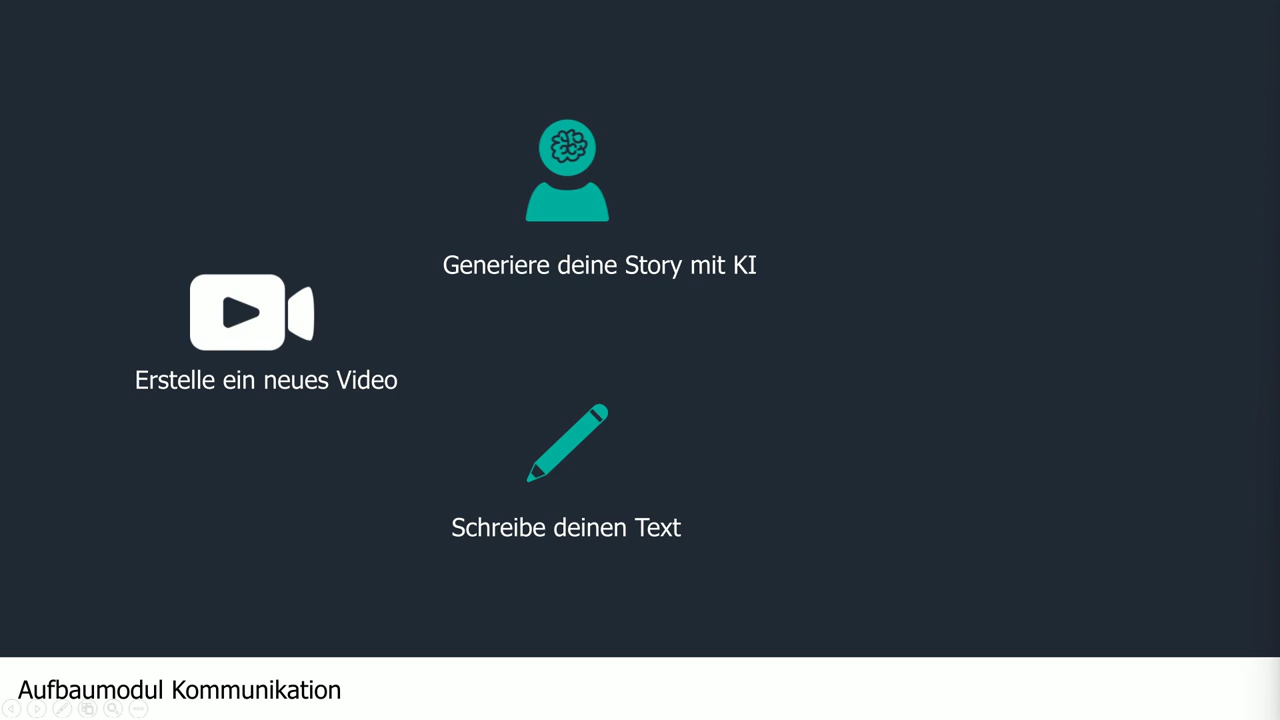 Generiere deine Story mit KI
Erstelle ein neues Video
Schreibe deinen Text
Aufbaumodul Kommunikation